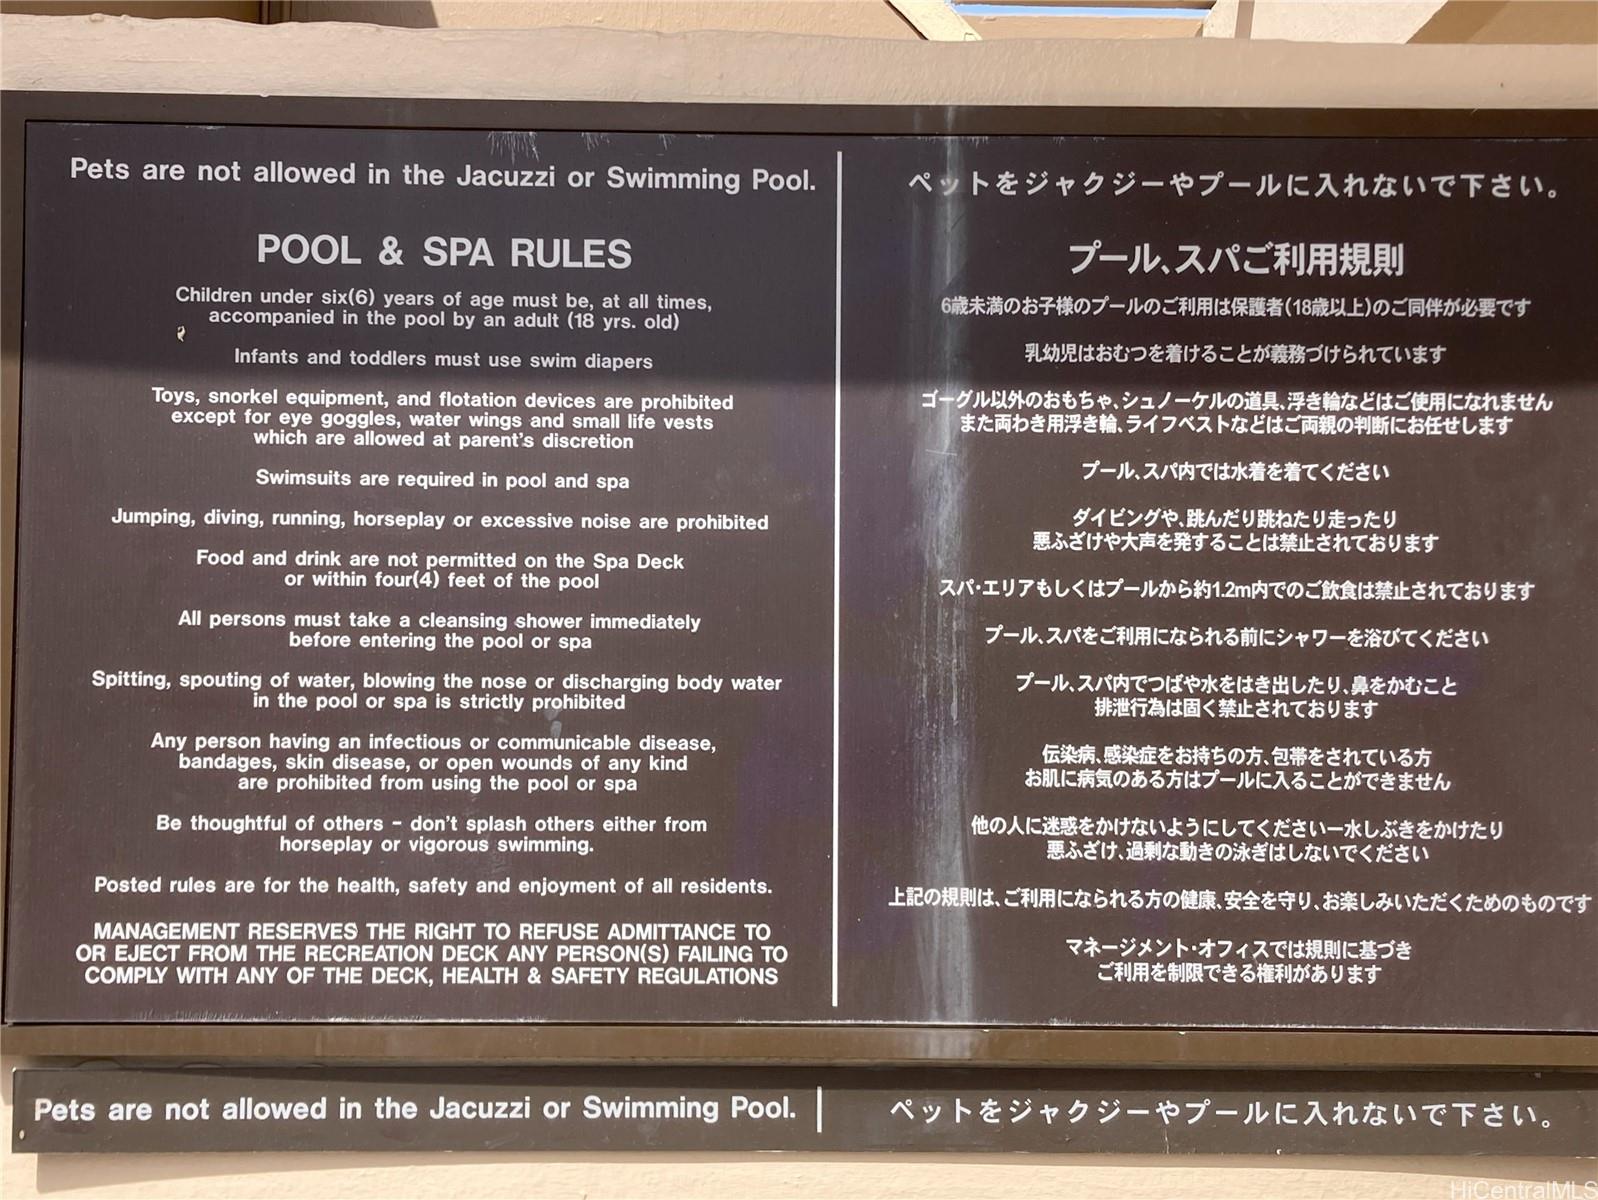 Pets are not allowed in the Jacuzzi or Swimming Pool.
POOL & SPA RULES
Children under six(6) years of age must be, at all times,
accompanied in the pool by an adult (18 yrs. old)
Infants and toddlers must use swim diapers
Toys, snorkel equipment, and flotation devices are prohibited
except for eye goggles, water wings and small life vests
which are allowed at parent's discretion
Swimsuits are required in pool and spa
Jumping, diving, running, horseplay or excessive noise are prohibited
Food and drink are not permitted on the Spa Deck
or within four(4) feet of the pool
All persons must take a cleansing shower immediately
before entering the pool or spa
Spitting, spouting of water, blowing the nose or discharging body water
in the pool or spa is strictly prohibited
Any person having an infectious or communicable disease,
bandages, skin disease, or open wounds of any kind
are prohibited from using the pool or spa
Be thoughtful of others - don't splash others either from
horseplay or vigorous swimming.
Posted rules are for the health, safety and enjoyment of all residents.
MANAGEMENT RESERVES THE RIGHT TO REFUSE ADMITTANCE TO
OR EJECT FROM THE RECREATION DECK ANY PERSON(S) FAILING TO
COMPLY WITH ANY OF THE DECK, HEALTH & SAFETY REGULATIONS
ペットをジャクジーやプールに入れないで下さい。
プール、スパご利用規則
6歳未満のお子様のプールのご利用は保護者(18歳以上)のご同伴が必要です
乳幼児はおむつを着けることが義務づけられています
ゴーグル以外のおもちゃ、シュノーケルの道具、浮き輪などはご使用になれません
また両わき用浮き輪、ライフベストなどはご両親の判断にお任せします
プール、スパ内では水着を着てください
ダイビングや、跳んだり跳ねたり走ったり
悪ふざけや大声を発することは禁止されております
スパ・エリアもしくはプールから約1.2m内でのご飲食は禁止されております
プール、スパをご利用になられる前にシャワーを浴びてください
プール、スパ内でつばや水をはき出したり、鼻をかむこと
排泄行為は固く禁止されております
伝染病、感染症をお持ちの方、包帯をされている方
お肌に病気のある方はプールに入ることができません
他の人に迷惑をかけないようにしてくださいー水しぶきをかけたり
悪ふざけ、過剰な動きの泳ぎはしないでください
上記の規則は、ご利用になられる方の健康、安全を守り、お楽しみいただくためのものです
マネージメント・オフィスでは規則に基づき
ご利用を制限できる権利があります
Pets are not allowed in the Jacuzzi or Swimming Pool.
ペットをジャクジーやプールに入れないで下さい。
HiCentralMLS